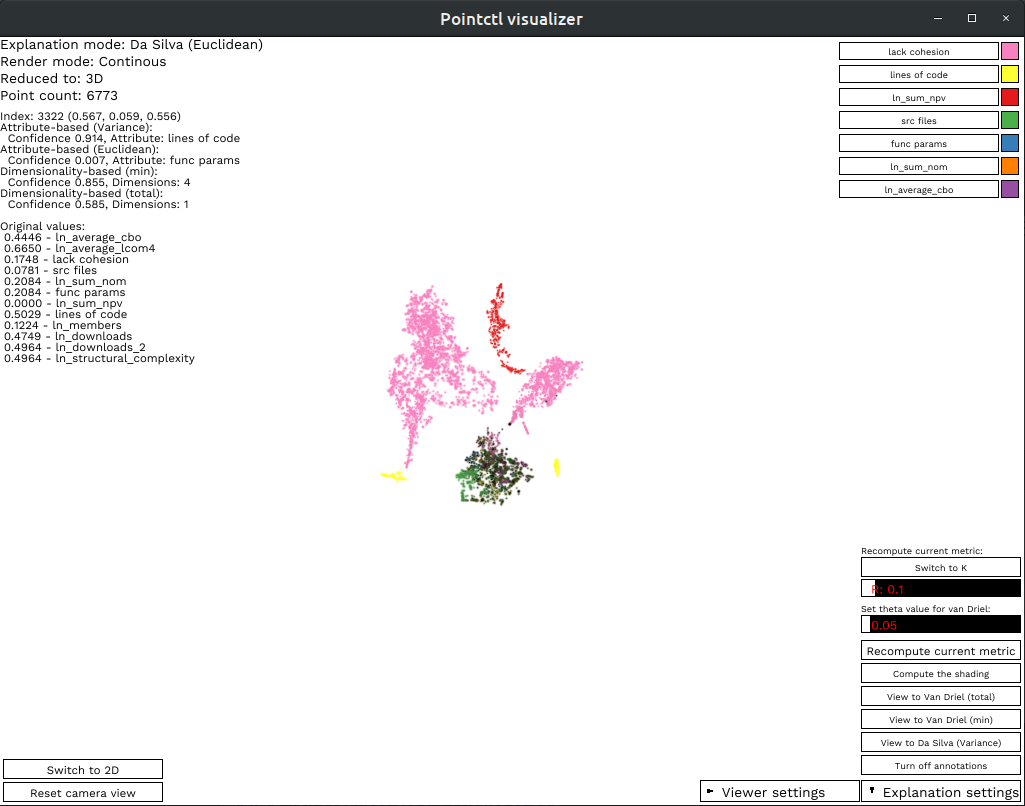 Pointctl visualizer
Explanation mode: Da Silva (Euclidean)
Render mode: Continous
Reduced to: 3D
Point count: 6773
Index: 3322 (0.567, 0.059, 0.556)
Attribute-based (Variance):
Confidence 0.914, Attribute: lines of code
Attribute-based (Euclidean):
Confidence 0.007, Attribute: func params
Dimensionality-based (min):
Confidence 0.855, Dimensions: 4
Dimensionality-based (total):
Confidence 0.585, Dimensions: 1
Original values:
0.4446 - ln_average_cbo
0.6650 - ln_average_lcom4
0.1748 - lack cohesion
0.0781 - src files
0.2084 - ln_sum_nom
0.2084 - func params
0.0000 - ln_sum_npv
0.5029 - lines of code
0.1224 - ln_members
0.4749 - ln_downloads
0.4964 - ln_downloads_2
0.4964 - ln_structural_complexity
lack cohesion
lines of code
ln_sum_npv
src files
func params
ln_sum_nom
ln_average_cbo
Recompute current metric:
Switch to K
R: 0.1
Set theta value for van Driel:
0.05
Recompute current metric
Compute the shading
View to Van Driel (total)
View to Van Driel (min)
View to Da Silva (Variance)
Turn off annotations
Switch to 2D
Reset camera view
Viewer settings
Explanation settings